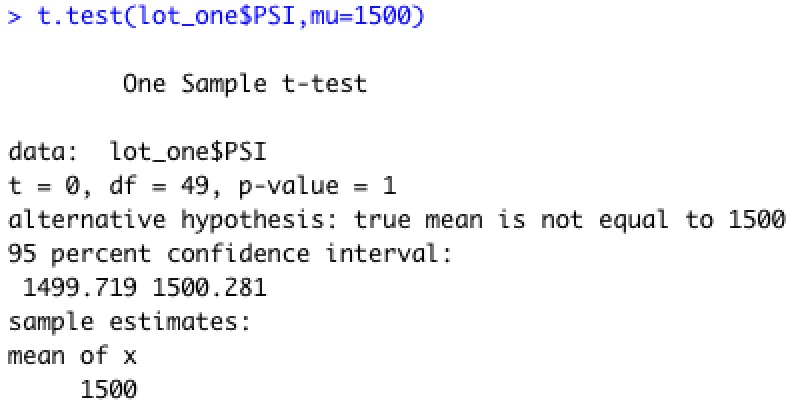 > t.test(lot_one$PSI,mu=1500)
One Sample t-test
data:  lot_one$PSI
t = 0, df = 49, p-value = 1
alternative hypothesis: true mean is not equal to 1500
95 percent confidence interval:
1499.719 1500.281
sample estimates:
mean of x
1500